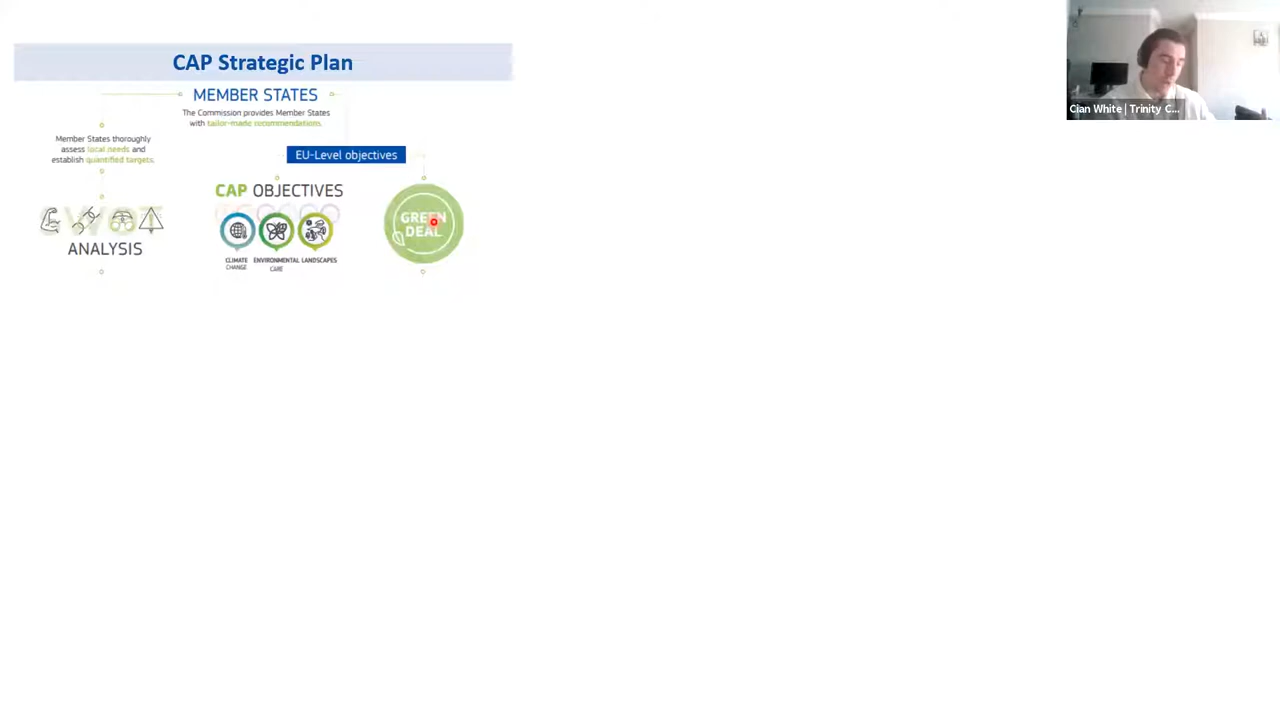 CAP Strategic Plan
MEMBER STATES
The Commission provides Member States
with tailor-made recommendations.
Member States thoroughly
assess local needs and
establish quantified targets.
EU-Level objectives
CAP OBJECTIVES
SWOT
ANALYSIS
GREEN
DEAL
CLIMATE
CHANGE
ENVIRONMENTAL
CARE
LANDSCAPES
Cian White | Trinity C...